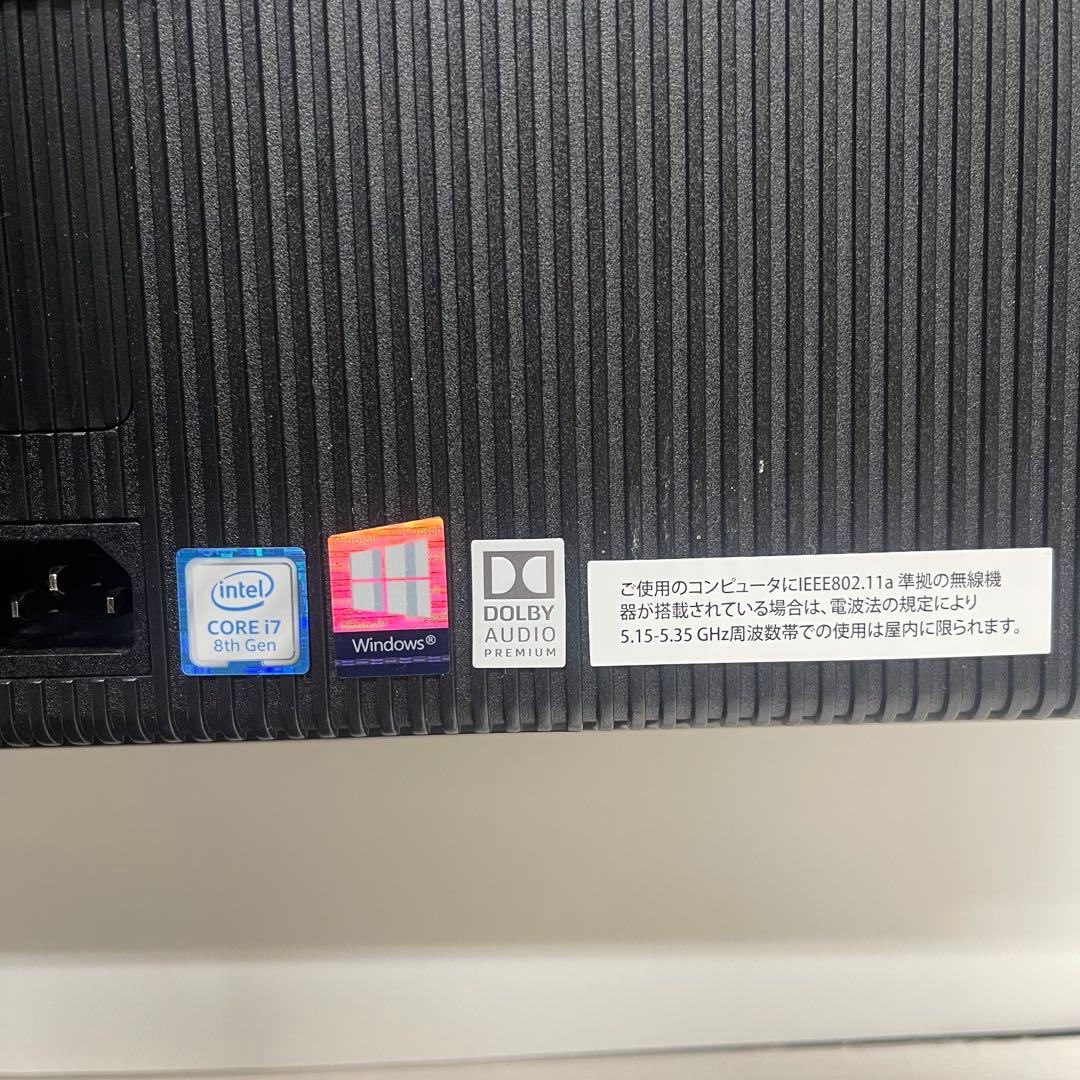 intel
CORE i7
8th Gen
Microsoft
Microsoft
Microsoft
Windows®
DOLBY
AUDIO
PREMIUM
ご使用のコンピュータにIEEE802.11a 準拠の無線機
器が搭載されている場合は、電波法の規定により
5.15-5.35 GHz周波数帯での使用は屋内に限られます。